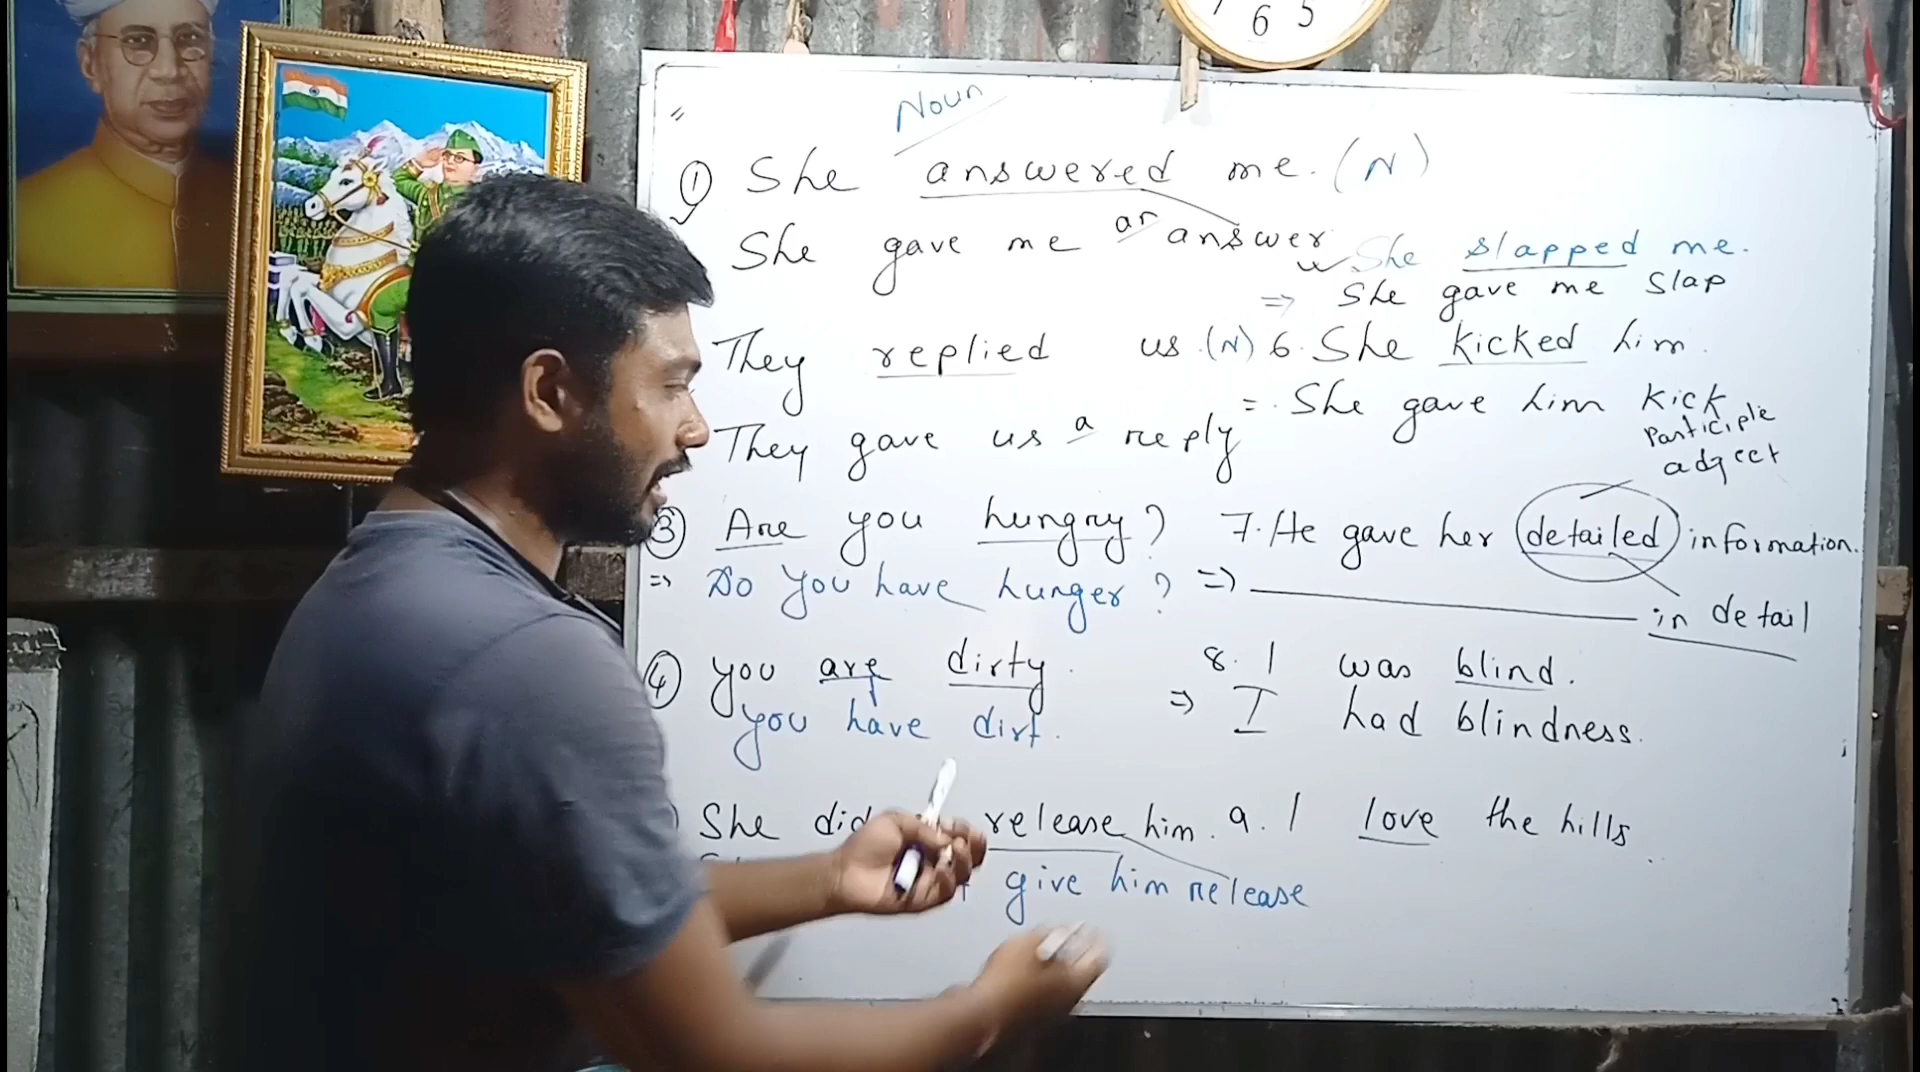 6 5
Noun
① She answered me. (N)
She gave me an answer
She slapped me.
=> She gave me slap
They replied us. (N)
They gave us a reply
6. She kicked him.
= She gave him kick
Participle
adject
③ Are you hungry?
=> Do you have hunger?
7. He gave her detailed information.
=> in detail
④ you are dirty.
you have dirt.
8. I was blind.
=> I had blindness.
She did release him.
give him release
9. I love the hills.